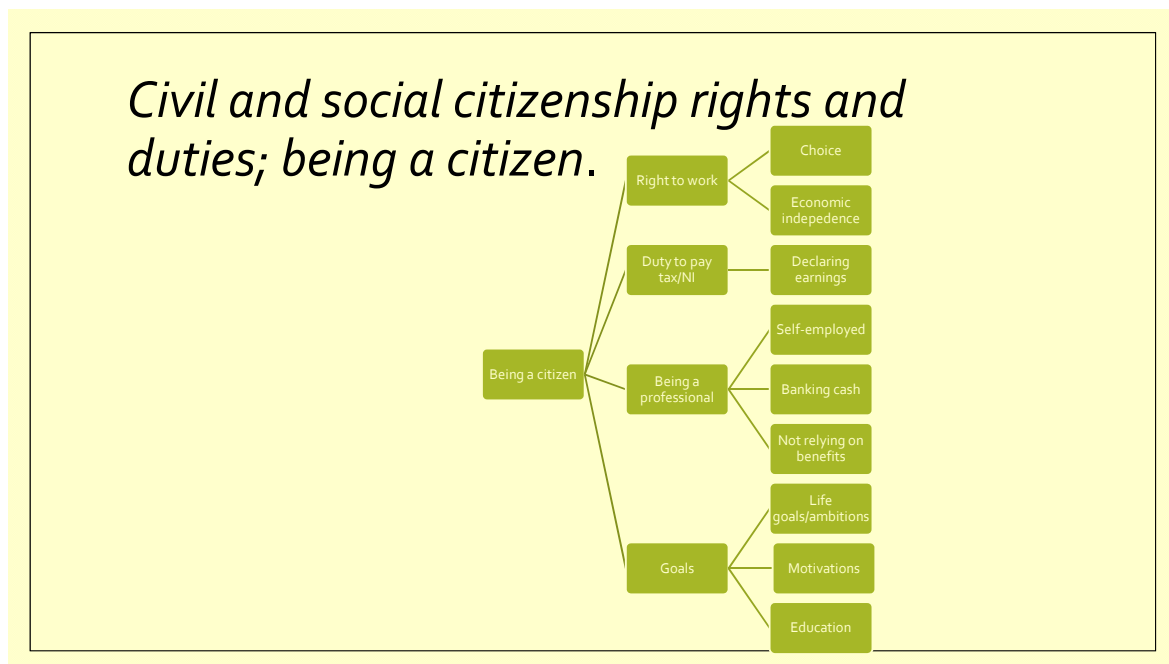 Civil and social citizenship rights and
duties; being a citizen.
Being a citizen
Right to work
Choice
Economic
indepedence
Duty to pay
tax/NI
Declaring
earnings
Being a
professional
Self-employed
Banking cash
Not relying on
benefits
Goals
Life
goals/ambitions
Motivations
Education